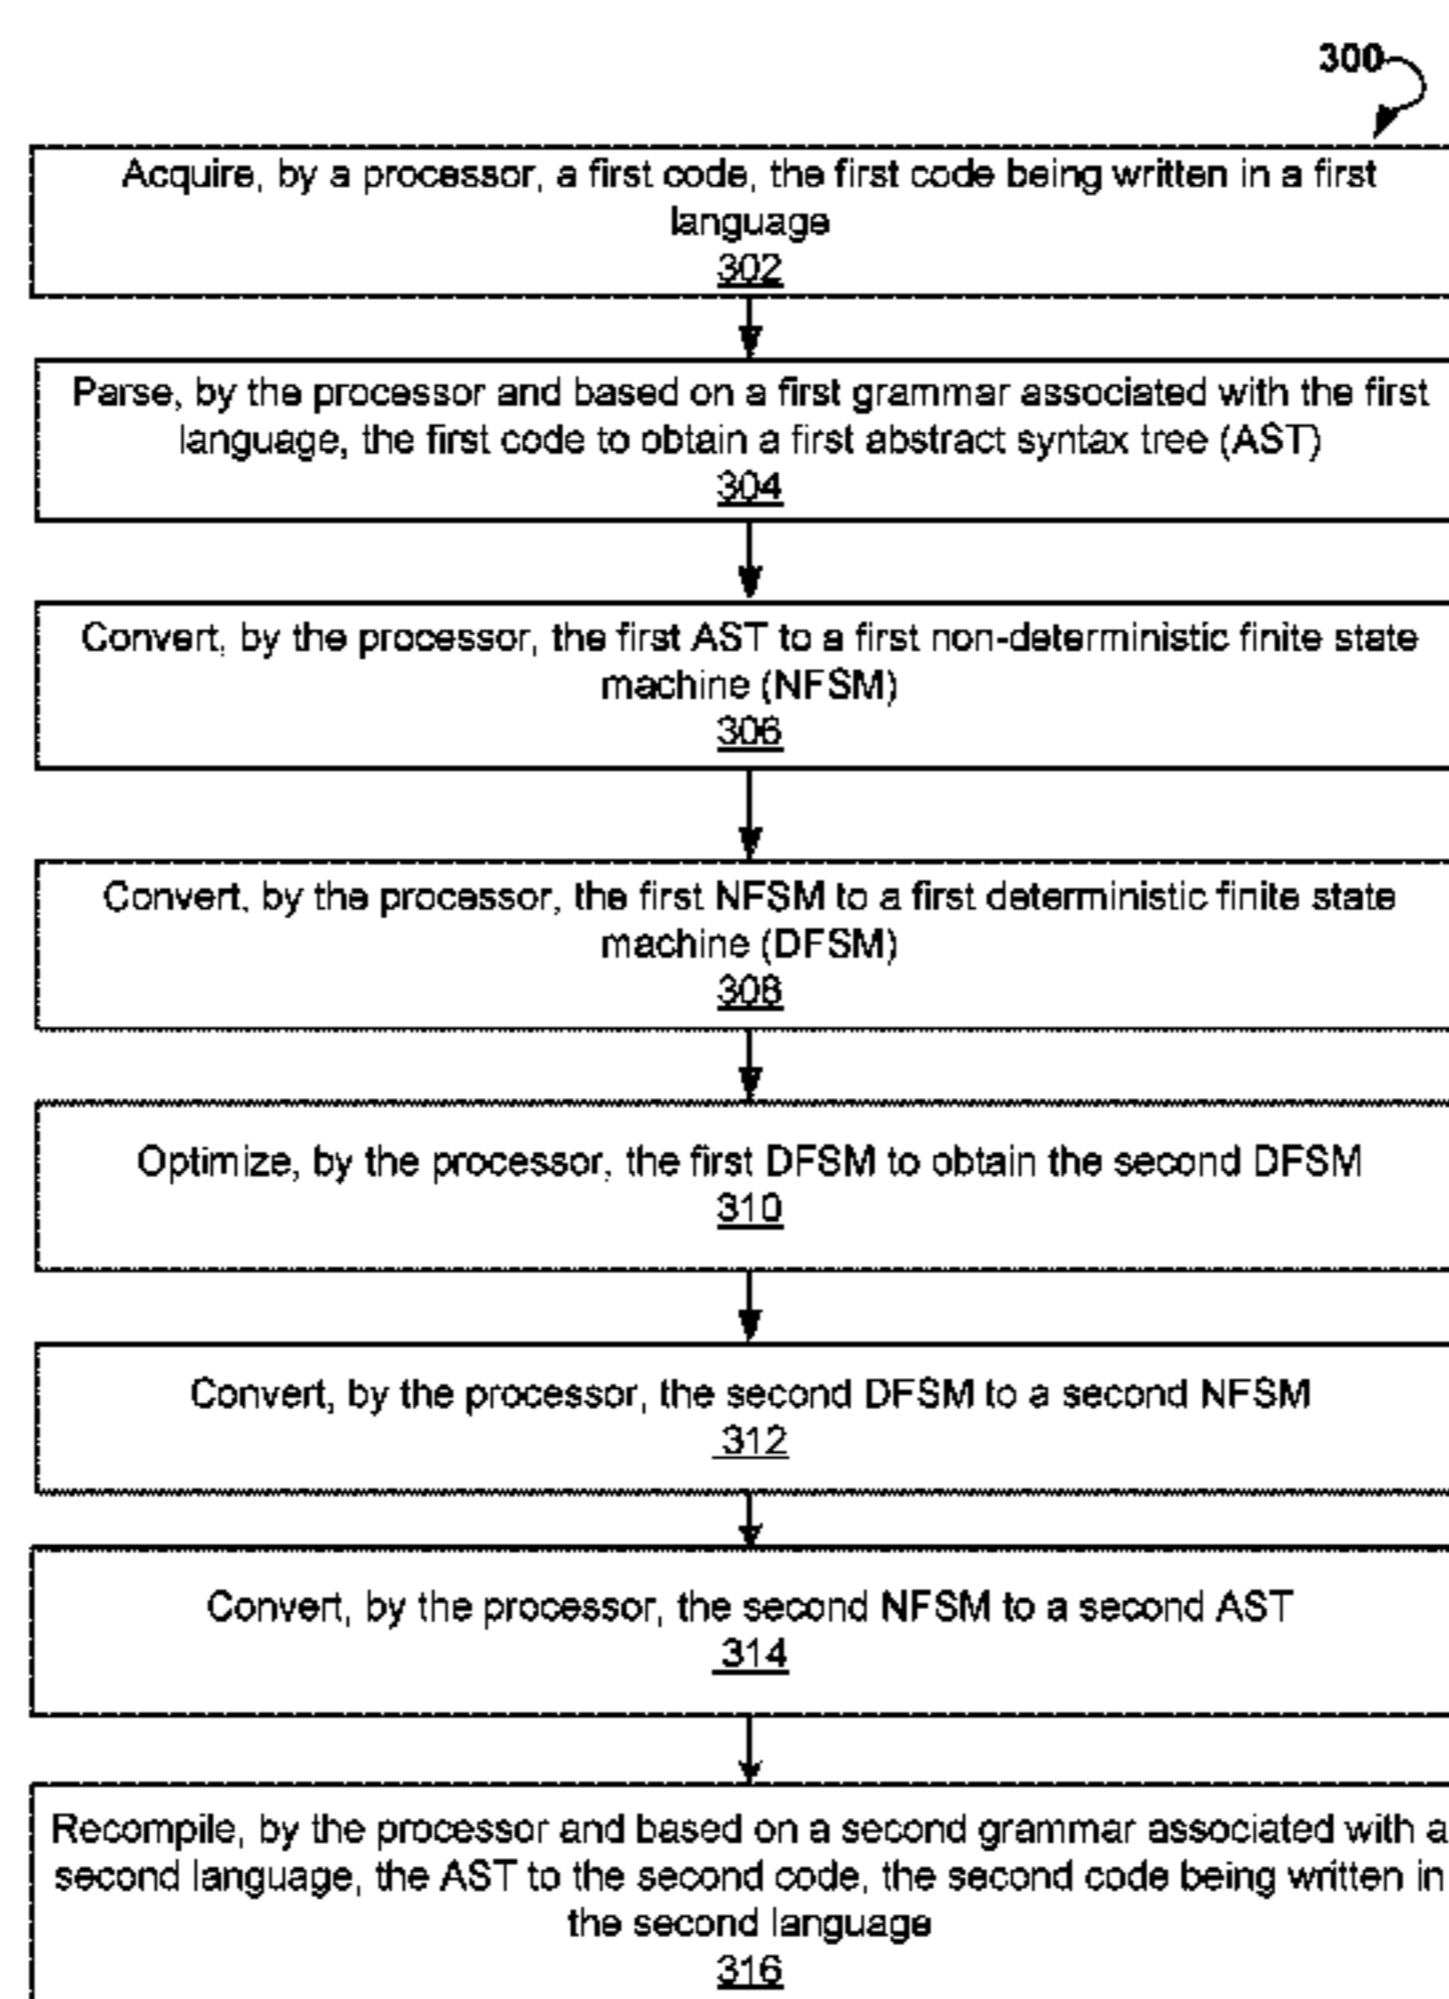 300
Acquire, by a processor, a first code, the first code being written in a first
language
302
Parse, by the processor and based on a first grammar associated with the first
language, the first code to obtain a first abstract syntax tree (AST)
304
Convert, by the processor, the first AST to a first non-deterministic finite state
machine (NFSM)
306
Convert, by the processor, the first NFSM to a first deterministic finite state
machine (DFSM)
308
Optimize, by the processor, the first DFSM to obtain the second DFSM
310
Convert, by the processor, the second DFSM to a second NFSM
312
Convert, by the processor, the second NFSM to a second AST
314
Recompile, by the processor and based on a second grammar associated with a
second language, the AST to the second code, the second code being written in
the second language
316